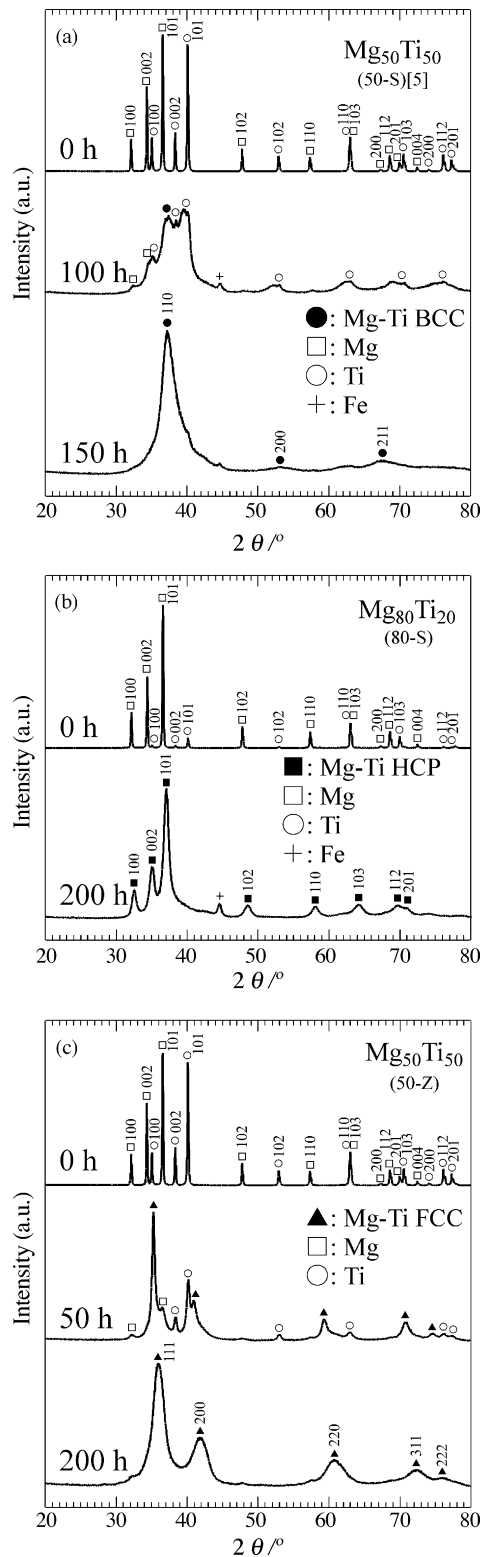 (a)
Mg50Ti50
(50-S)[5]
0 h
□100
□002
○100
□101
○002
○101
□102
○102
□110
○110
□103
□200
□112
□201
○103
□004
○200
○112
○201
100 h
●: Mg-Ti BCC
□: Mg
○: Ti
+: Fe
150 h
● 110
● 200
● 211
Intensity (a.u.)
20 30 40 50 60 70 80
2 θ /º
(b)
Mg80Ti20
(80-S)
0 h
□100
□002
○100
□101
○002
○101
□102
○102
□110
○110
□103
□200
□112
○103
□004
○112
○201
■: Mg-Ti HCP
□: Mg
○: Ti
+: Fe
200 h
■ 100
■ 002
■ 101
+
■ 102
■ 110
■ 103
■ 112
■ 201
Intensity (a.u.)
20 30 40 50 60 70 80
2 θ /º
(c)
Mg50Ti50
(50-Z)
0 h
□100
□002
○100
□101
○002
○101
□102
○102
□110
○110
□103
□200
□112
□201
○103
□004
○200
○112
○201
▲: Mg-Ti FCC
□: Mg
○: Ti
50 h
200 h
▲ 111
▲ 200
▲ 220
▲ 311
▲ 222
Intensity (a.u.)
20 30 40 50 60 70 80
2 θ /º